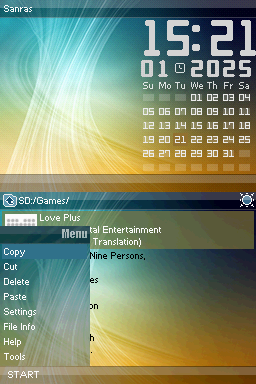 Sanras
15:21
01 2025
Su Mo Tu We Th Fr Sa
01 02 03 04
05 06 07 08 09 10 11
12 13 14 15 16 17 18
19 20 21 22 23 24 25
26 27 28 29 30 31
SD:/Games/
Love Plus
tal Entertainment
Translation)
Nine Persons,
es
on
h
Menu
Copy
Cut
Delete
Paste
Settings
File Info
Help
Tools
START